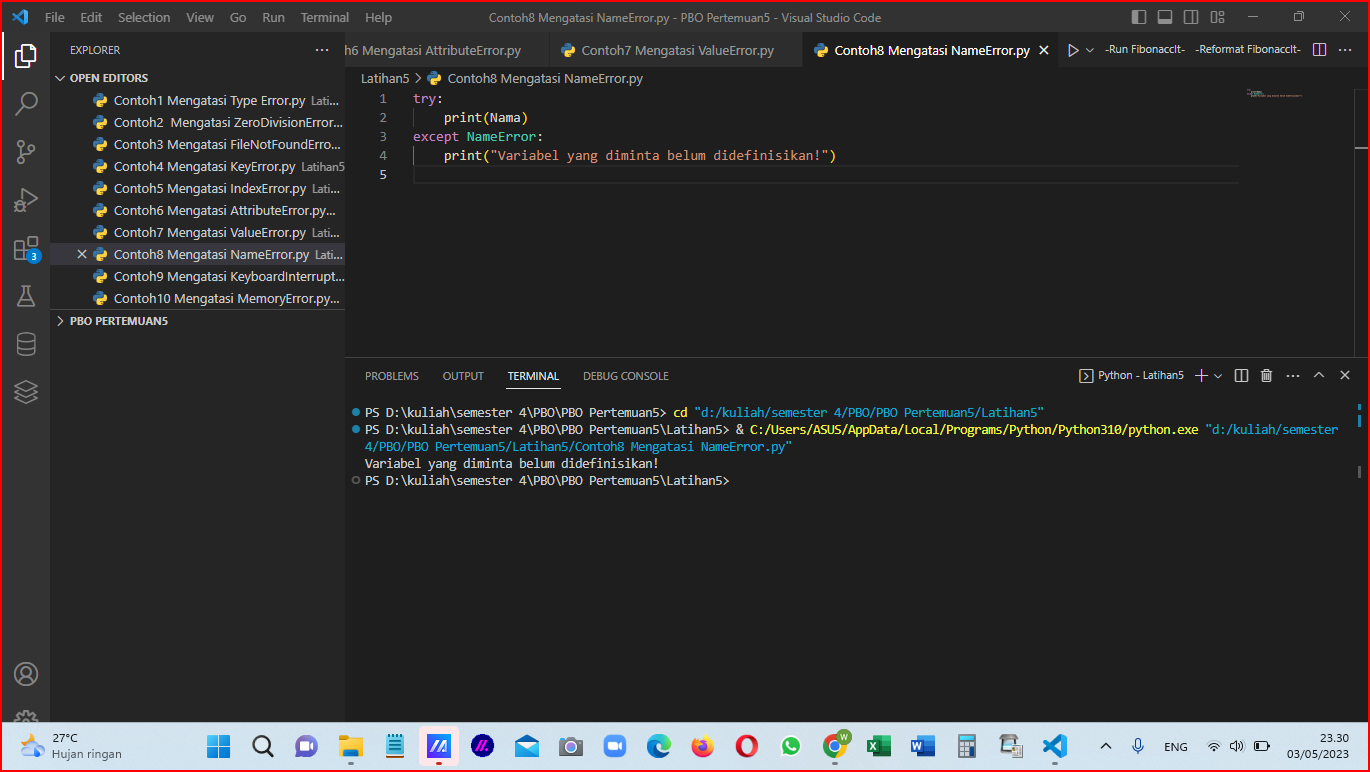 File Edit Selection View Go Run Terminal Help
Contoh8 Mengatasi NameError.py - PBO Pertemuan5 - Visual Studio Code
EXPLORER
OPEN EDITORS
Contoh1 Mengatasi Type Error.py Lati...
Contoh2  Mengatasi ZeroDivisionError...
Contoh3 Mengatasi FileNotFoundErro...
Contoh4 Mengatasi KeyError.py Latihan5
Contoh5 Mengatasi IndexError.py Lati...
Contoh6 Mengatasi AttributeError.py...
Contoh7 Mengatasi ValueError.py Lati...
Contoh8 Mengatasi NameError.py Lati...
Contoh9 Mengatasi KeyboardInterrupt...
Contoh10 Mengatasi MemoryError.py...
PBO PERTEMUAN5
3
h6 Mengatasi AttributeError.py Contoh7 Mengatasi ValueError.py Contoh8 Mengatasi NameError.py -Run Fibonaccit- -Reformat Fibonaccit-
Latihan5 > Contoh8 Mengatasi NameError.py
1 try:
2     print(Nama)
3 except NameError:
4     print("Variabel yang diminta belum didefinisikan!")
5
PROBLEMS OUTPUT TERMINAL DEBUG CONSOLE
Python - Latihan5
PS D:\kuliah\semester 4\PBO\PBO Pertemuan5> cd "d:/kuliah/semester 4/PBO/PBO Pertemuan5/Latihan5"
PS D:\kuliah\semester 4\PBO\PBO Pertemuan5\Latihan5> & C:/Users/ASUS/AppData/Local/Programs/Python/Python310/python.exe "d:/kuliah/semester
4/PBO/PBO Pertemuan5/Latihan5/Contoh8 Mengatasi NameError.py"
Variabel yang diminta belum didefinisikan!
PS D:\kuliah\semester 4\PBO\PBO Pertemuan5\Latihan5>
27°C
Hujan ringan
W
ENG
23.30
03/05/2023